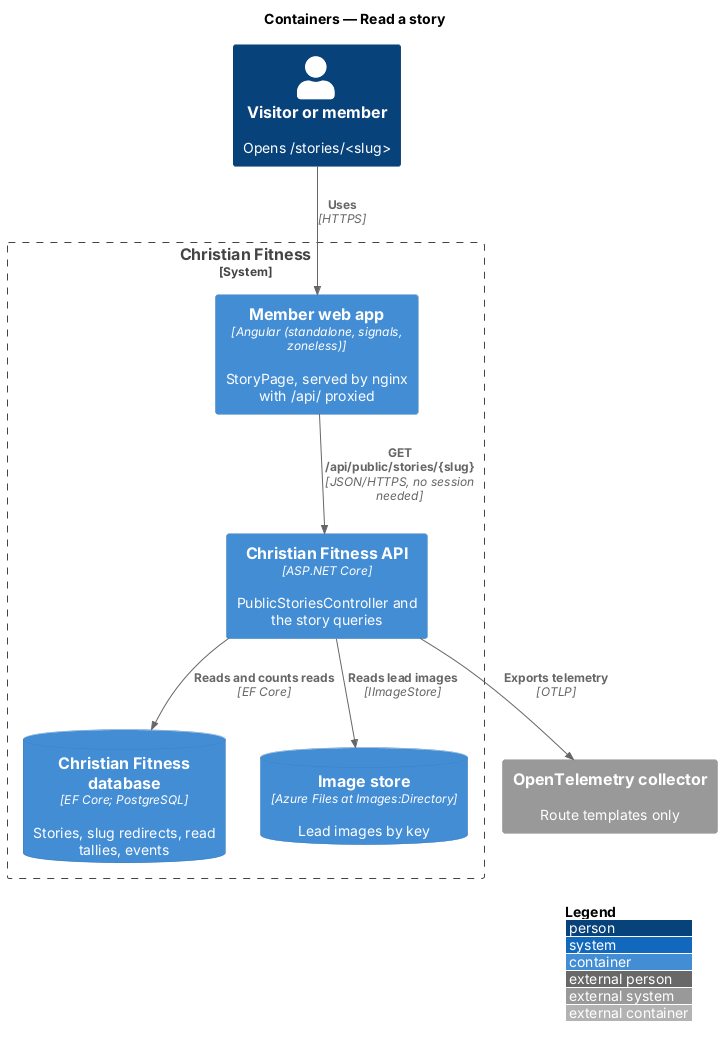 Containers — Read a story
Visitor or member
Opens /stories/<slug>
Uses
[HTTPS]
Christian Fitness
[System]
Member web app
[Angular (standalone, signals,
zoneless)]
StoryPage, served by nginx
with /api/ proxied
GET
/api/public/stories/{slug}
[JSON/HTTPS, no session
needed]
Christian Fitness API
[ASP.NET Core]
PublicStoriesController and
the story queries
Reads and counts reads
[EF Core]
Reads lead images
[IImageStore]
Exports telemetry
[OTLP]
Christian Fitness
database
[EF Core; PostgreSQL]
Stories, slug redirects, read
tallies, events
Image store
[Azure Files at Images:Directory]
Lead images by key
OpenTelemetry collector
Route templates only
Legend
person
system
container
external person
external system
external container